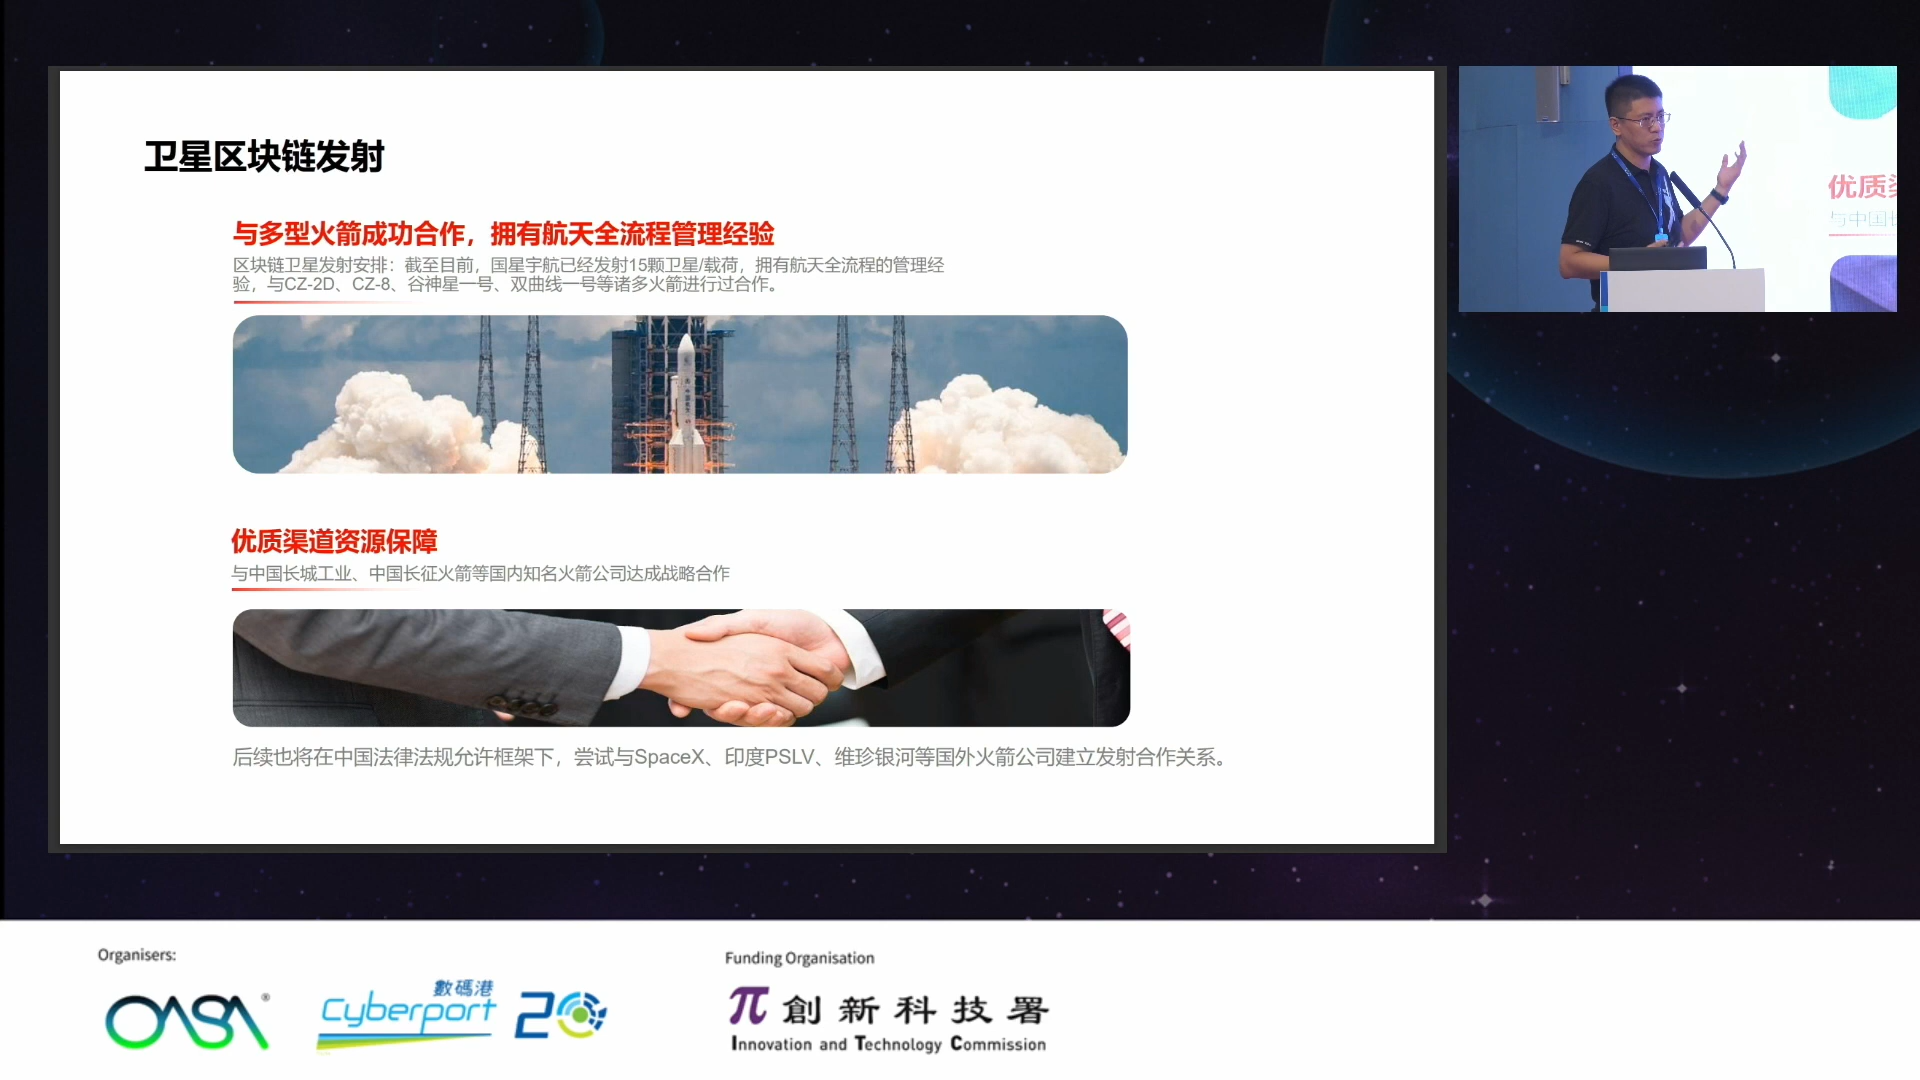 卫星区块链发射
与多型火箭成功合作，拥有航天全流程管理经验
区块链卫星发射安排：截至目前，国星宇航已经发射15颗卫星/载荷，拥有航天全流程的管理经
验，与CZ-2D、CZ-8、谷神星一号、双曲线一号等诸多火箭进行过合作。
优质渠道资源保障
与中国长城工业、中国长征火箭等国内知名火箭公司达成战略合作
后续也将在中国法律法规允许框架下，尝试与SpaceX、印度PSLV、维珍银河等国外火箭公司建立发射合作关系。
优质
与中国
Organisers:
OASA®
數碼港
Cyberport 20
Funding Organisation
創新科技署
Innovation and Technology Commission